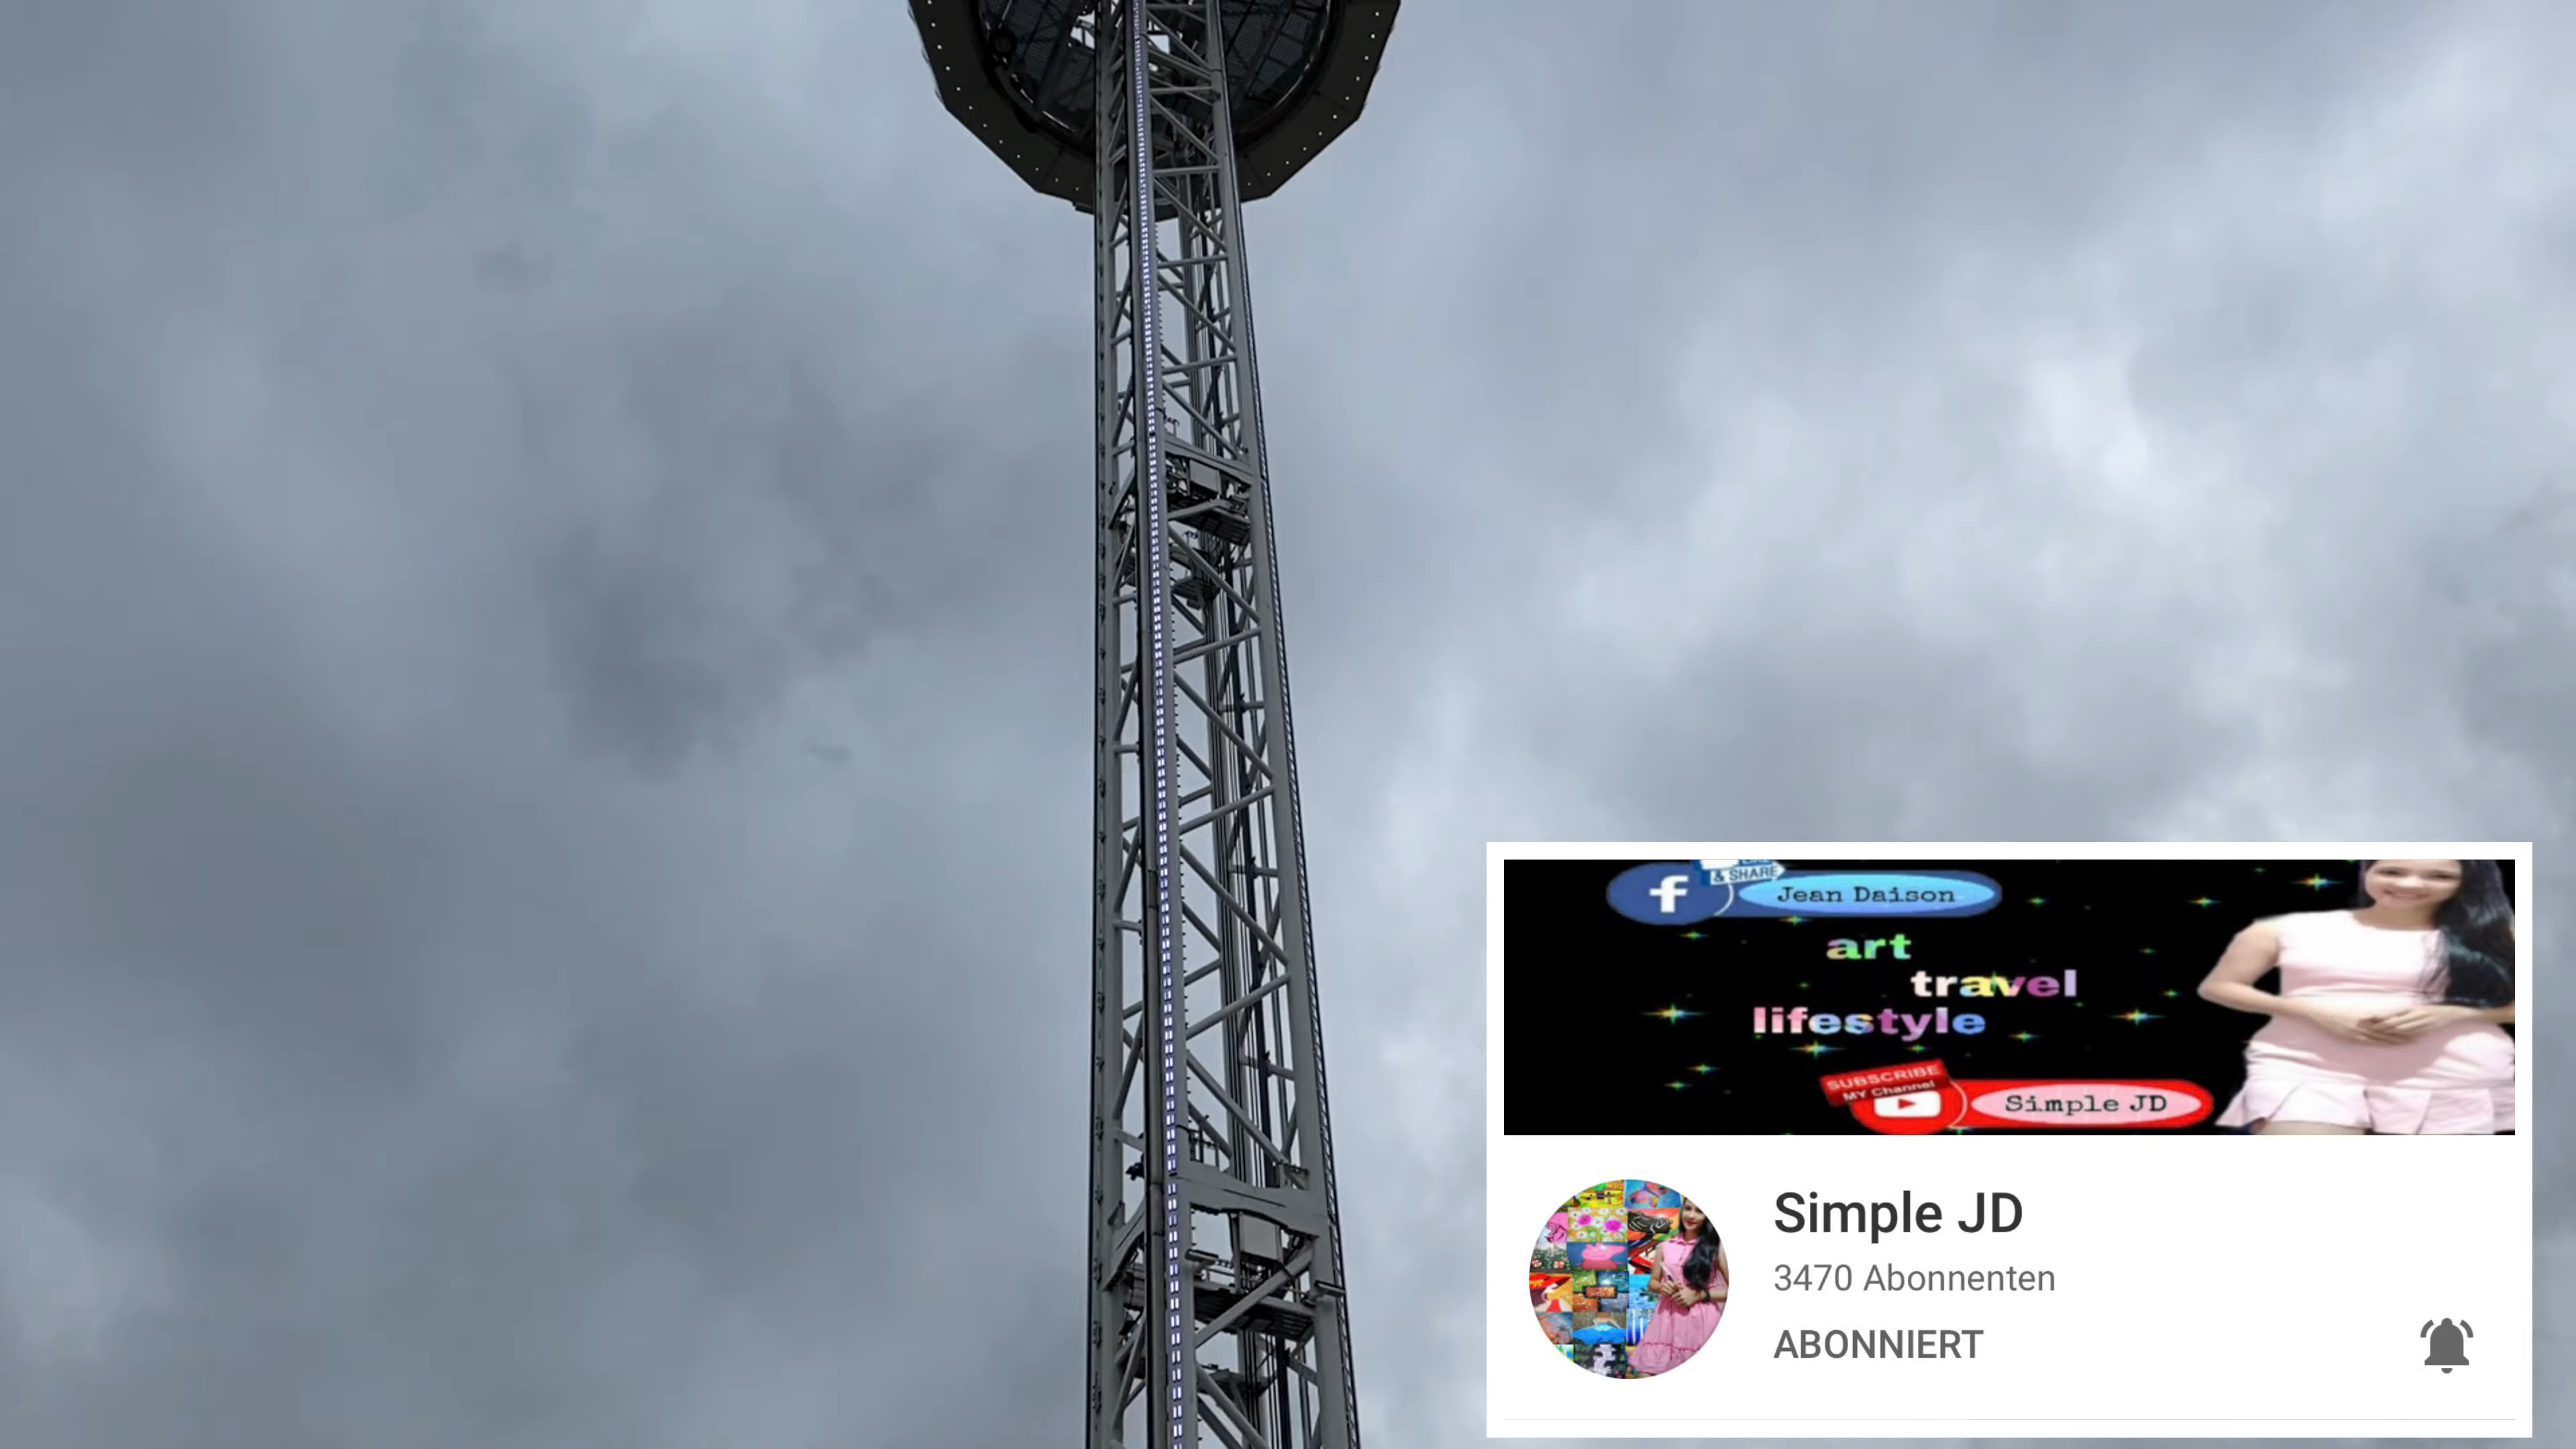 & SHARE
Jean Daison
art
travel
lifestyle
SUBSCRIBE
MY Channel
Simple JD
Simple JD
3470 Abonnenten
ABONNIERT